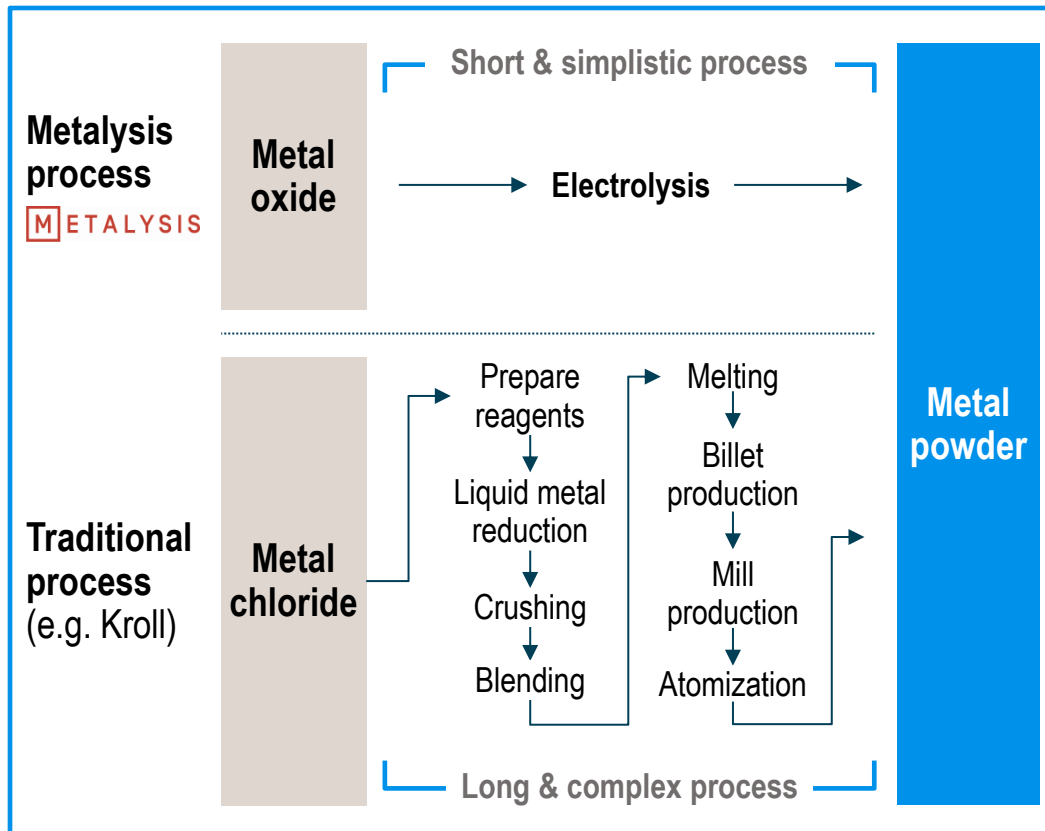 Short & simplistic process
Metalysis
process
METALYSIS
Metal
oxide
Electrolysis
Metal
powder
Traditional
process
(e.g. Kroll)
Metal
chloride
Prepare
reagents
Liquid metal
reduction
Crushing
Blending
Melting
Billet
production
Mill
production
Atomization
Long & complex process